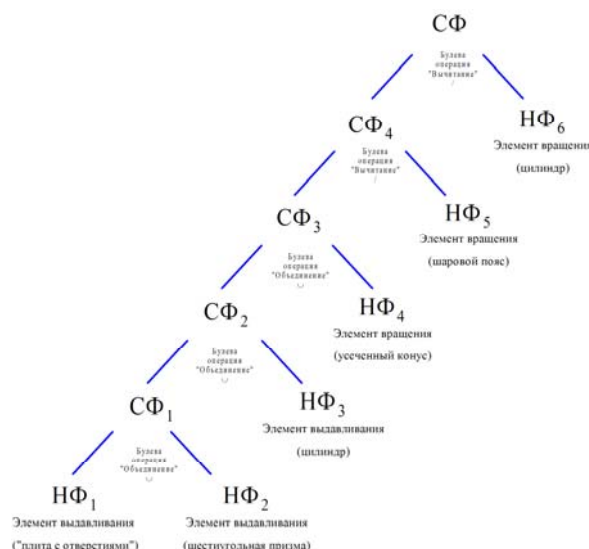 СФ
Булева
операция
"Вычитание"
/
СФ₄
НФ₆
Булева
операция
"Вычитание"
/
Элемент вращения
(цилиндр)
СФ₃
НФ₅
Булева
операция
"Объединение"
∪
Элемент вращения
(шаровой пояс)
СФ₂
НФ₄
Булева
операция
"Объединение"
∪
Элемент вращения
(усеченный конус)
СФ₁
НФ₃
Булева
операция
"Объединение"
∪
Элемент выдавливания
(цилиндр)
НФ₁
НФ₂
Элемент выдавливания
("плита с отверстиями")
Элемент выдавливания
(шестиугольная призма)